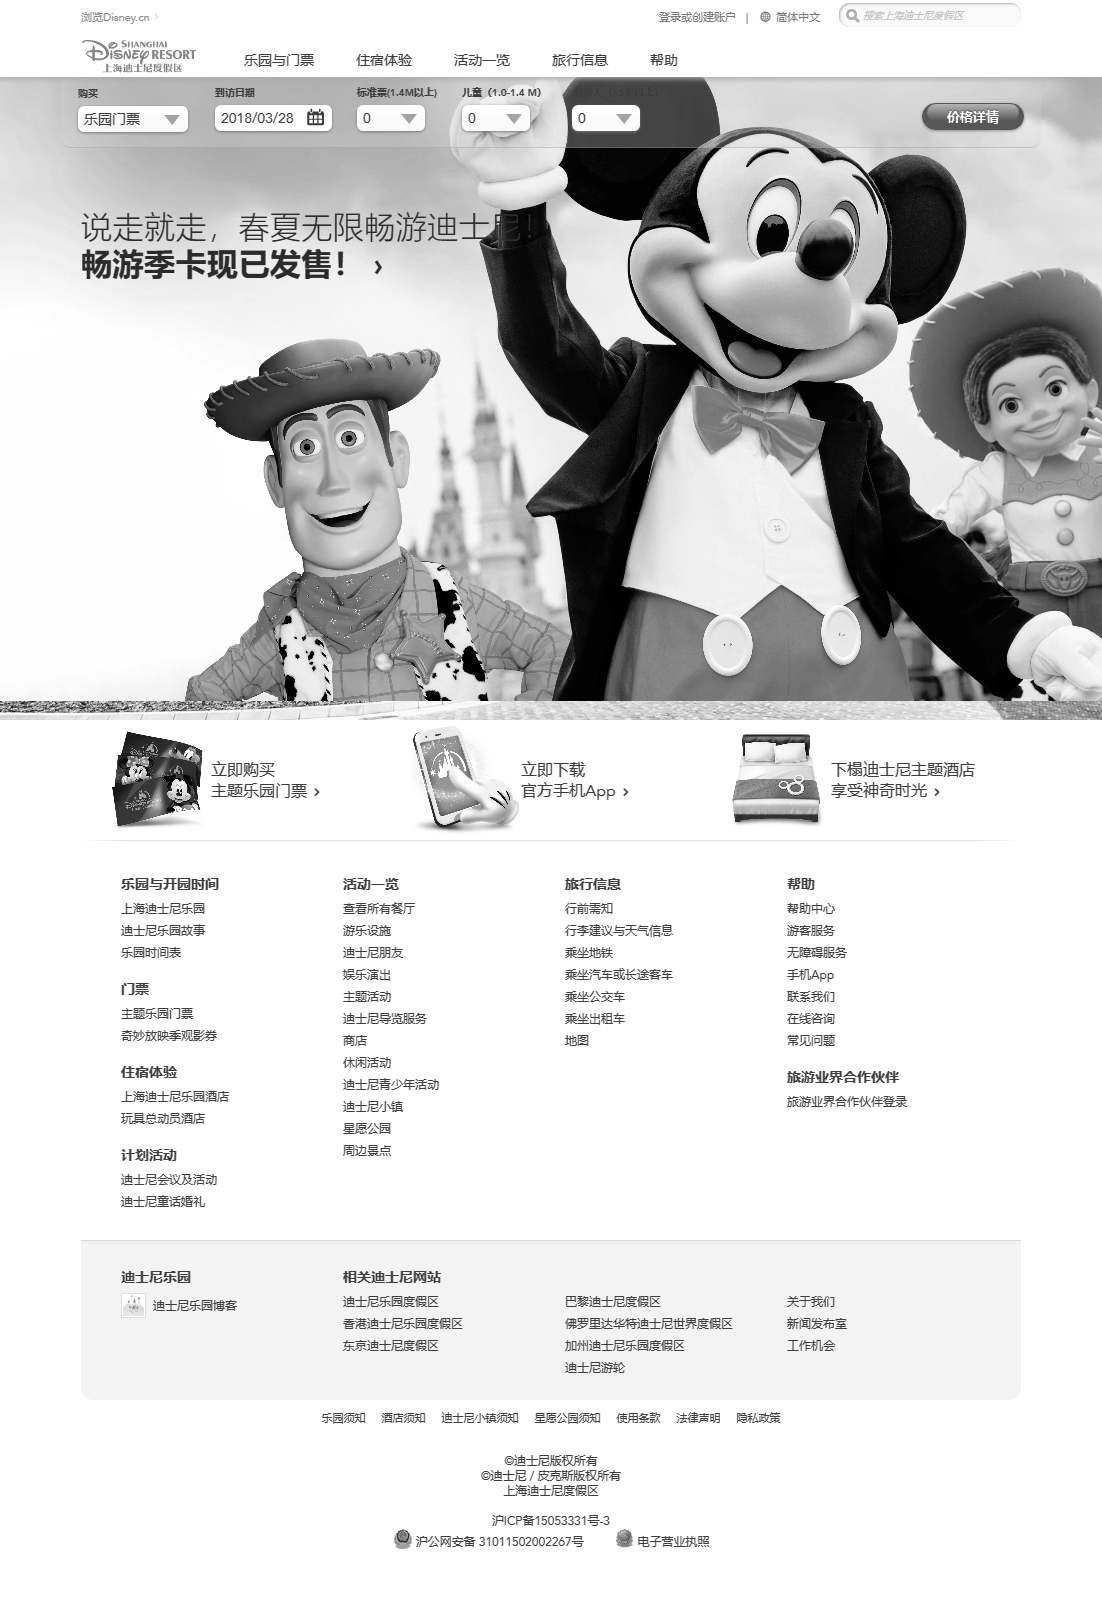 浏览Disney.cn
登录或创建账户 | 简体中文
搜索上海迪士尼度假区
SHANGHAI
DISNEY RESORT
上海迪士尼度假区
乐园与门票 住宿体验 活动一览 旅行信息 帮助
购买 到访日期 标准票(1.4M以上) 儿童（1.0-1.4 M）
乐园门票 2018/03/28 0 0 0 价格详情
说走就走，春夏无限畅游迪士尼！
畅游季卡现已发售！ ›
立即购买
主题乐园门票 ›
立即下载
官方手机App ›
下榻迪士尼主题酒店
享受神奇时光 ›
乐园与开园时间
上海迪士尼乐园
迪士尼乐园故事
乐园时间表
门票
主题乐园门票
奇妙放映季观影券
住宿体验
上海迪士尼乐园酒店
玩具总动员酒店
计划活动
迪士尼会议及活动
迪士尼童话婚礼
活动一览
查看所有餐厅
游乐设施
迪士尼朋友
娱乐演出
主题活动
迪士尼导览服务
商店
休闲活动
迪士尼青少年活动
迪士尼小镇
星愿公园
周边景点
旅行信息
行前需知
行李建议与天气信息
乘坐地铁
乘坐汽车或长途客车
乘坐公交车
乘坐出租车
地图
帮助
帮助中心
游客服务
无障碍服务
手机App
联系我们
在线咨询
常见问题
旅游业界合作伙伴
旅游业界合作伙伴登录
迪士尼乐园
迪士尼乐园博客
相关迪士尼网站
迪士尼乐园度假区
香港迪士尼乐园度假区
东京迪士尼度假区
巴黎迪士尼度假区
佛罗里达华特迪士尼世界度假区
加州迪士尼乐园度假区
迪士尼游轮
关于我们
新闻发布室
工作机会
乐园须知 酒店须知 迪士尼小镇须知 星愿公园须知 使用条款 法律声明 隐私政策
©迪士尼版权所有
©迪士尼 / 皮克斯版权所有
上海迪士尼度假区
沪ICP备15053331号-3
沪公网安备 31011502002267号 电子营业执照